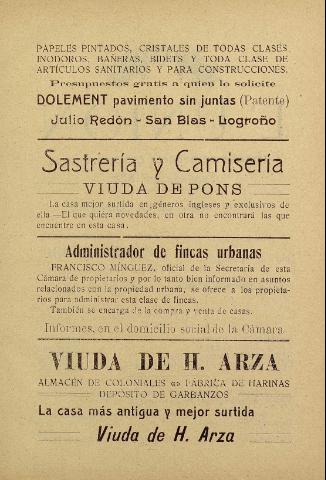 PAPELES PINTADOS, CRISTALES DE TODAS CLASES,
INODOROS, BAÑERAS, BIDETS Y TODA CLASE DE
ARTÍCULOS SANITARIOS Y PARA CONSTRUCCIONES.
Presupuestos gratis a quien lo solicite
DOLEMENT pavimento sin juntas (Patente)
Julio Redón - San Blas - Logroño
Sastrería y Camisería
VIUDA DE PONS
La casa mejor surtida en géneros ingleses y exclusivos de
ella—El que quiera novedades, en otra no encontrará las que
encuentre en esta casa.
Administrador de fincas urbanas
FRANCISCO MÍNGUEZ, oficial de la Secretaría de esta
Cámara de propietarios y por lo tanto bien informado en asuntos
relacionados con la propiedad urbana, se ofrece a los propieta-
rios para administrar esta clase de fincas.
También se encarga de la compra y venta de casas.
Informes, en el domicilio social de la Cámara.
VIUDA DE H. ARZA
ALMACÉN DE COLONIALES FÁBRICA DE HARINAS
DEPÓSITO DE GARBANZOS
La casa más antigua y mejor surtida
Viuda de H. Arza